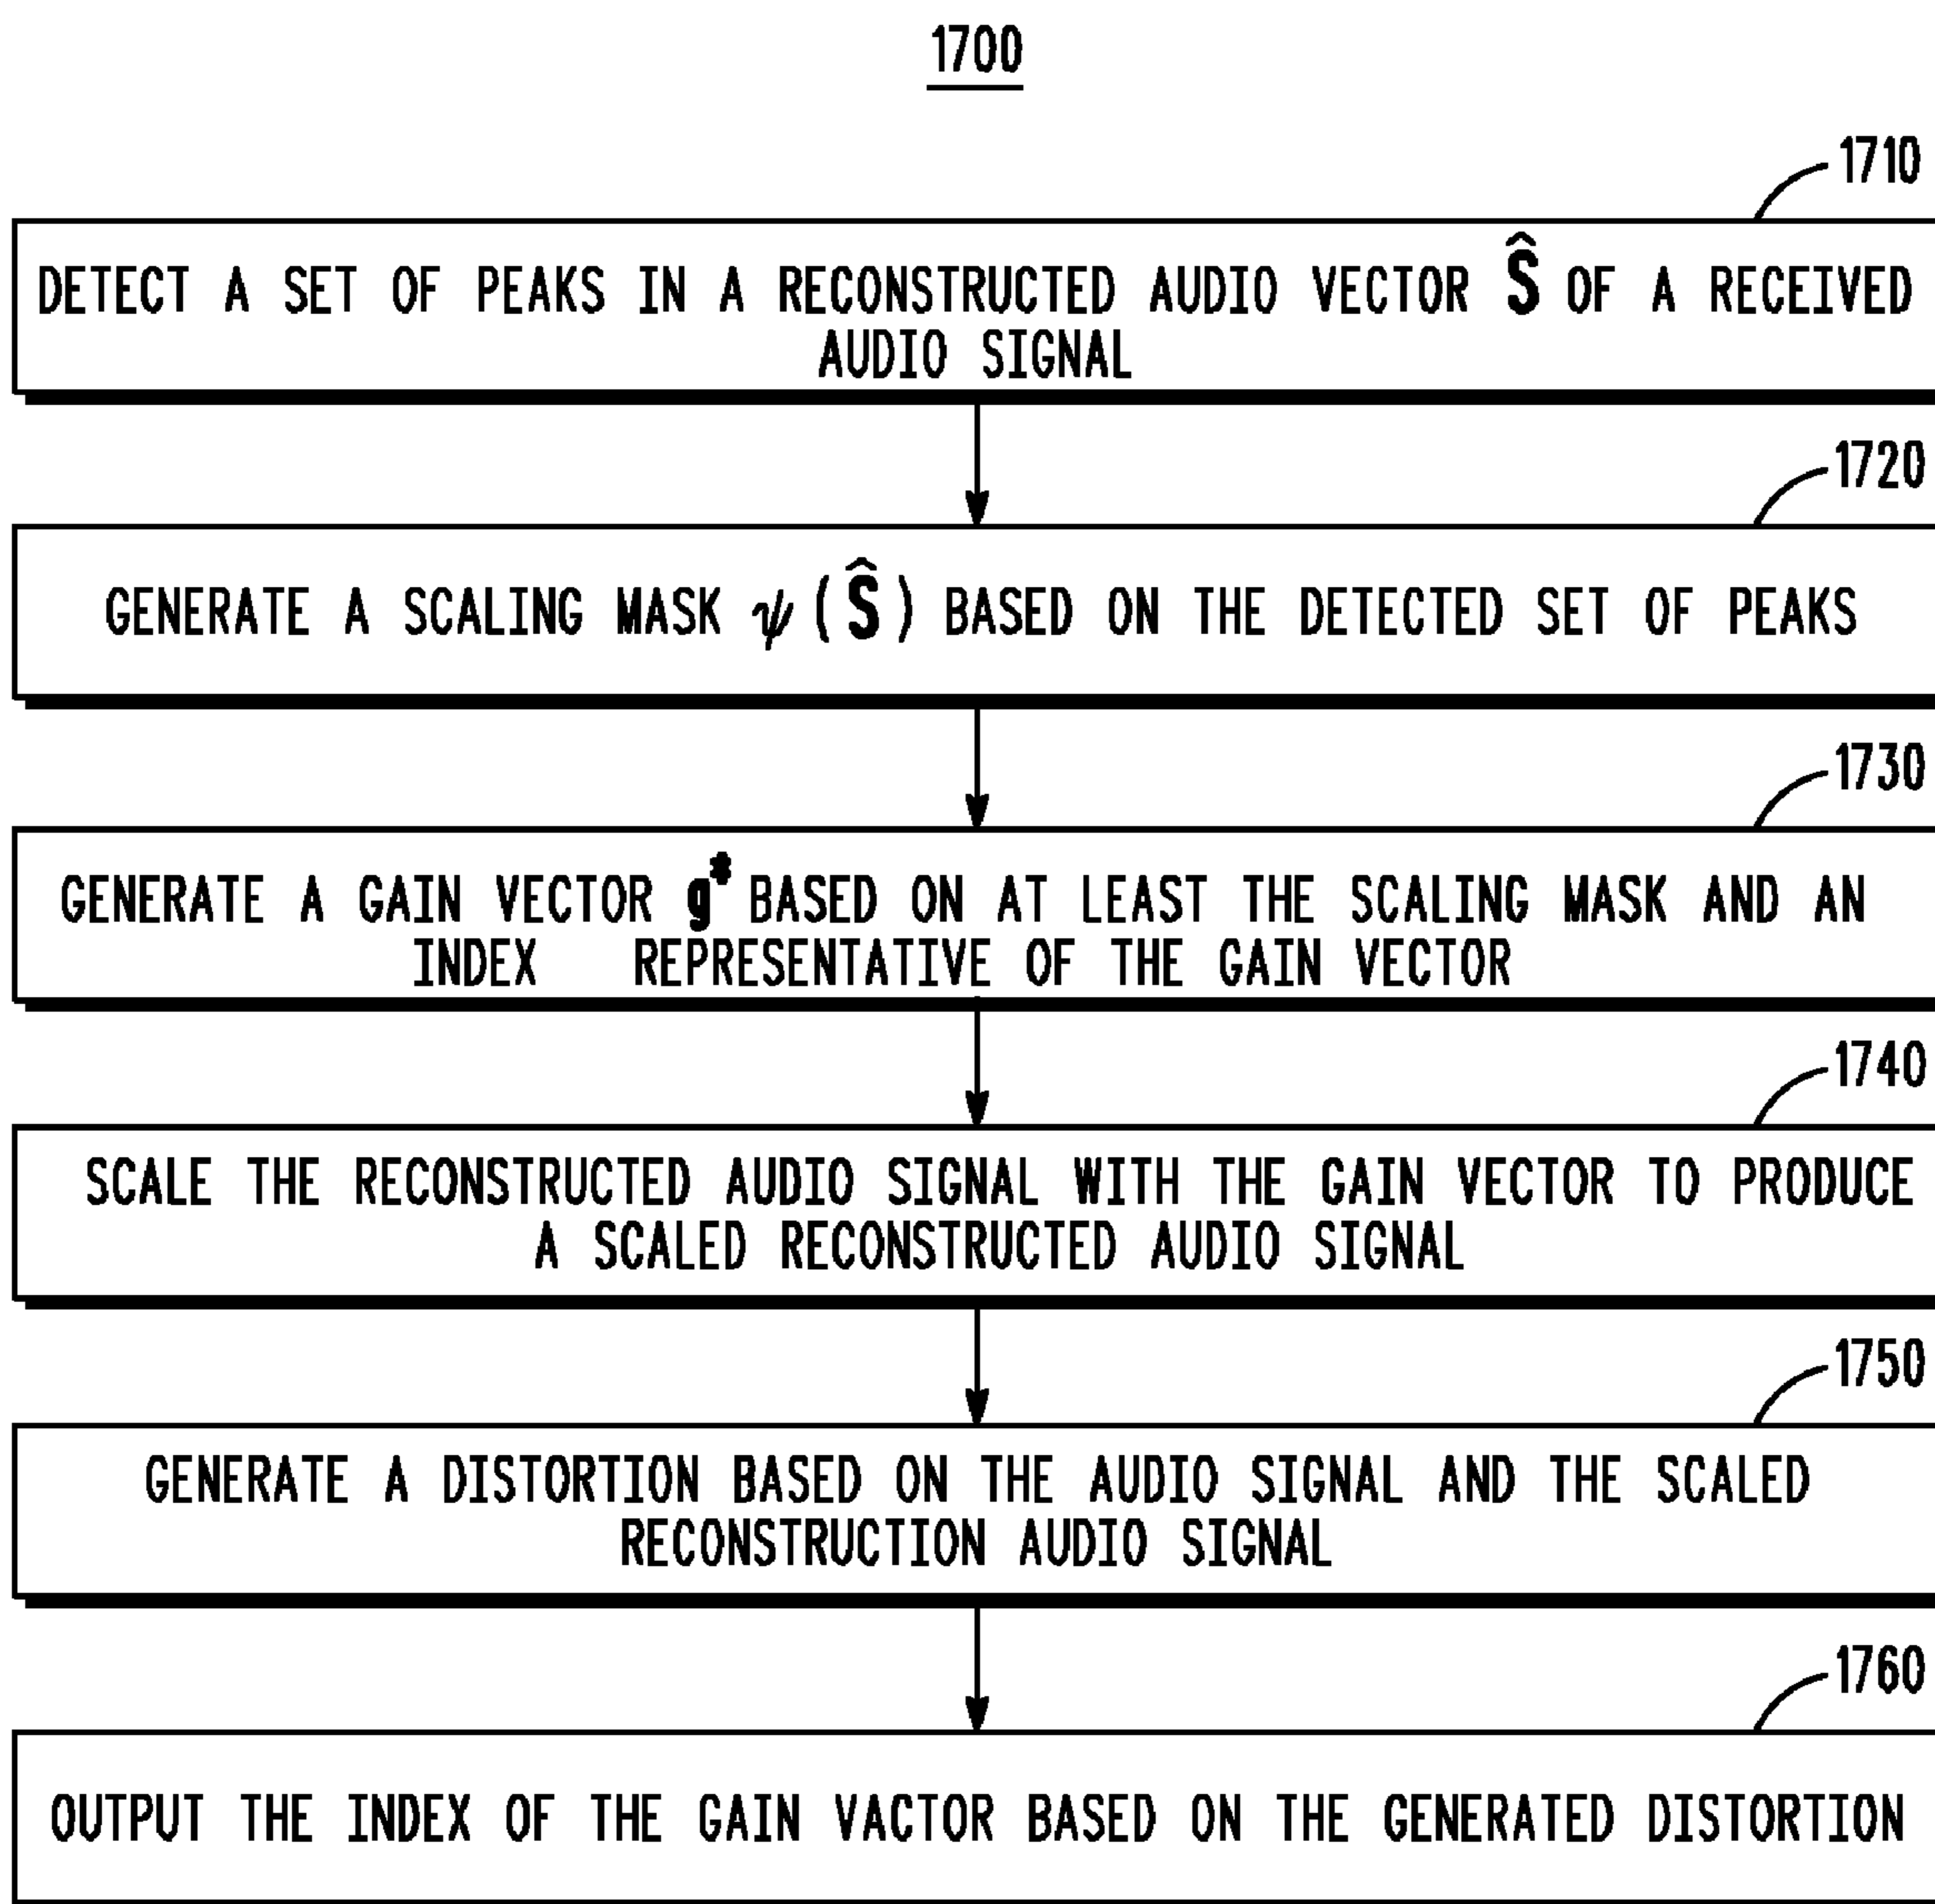 1700
1710
DETECT A SET OF PEAKS IN A RECONSTRUCTED AUDIO VECTOR Ŝ OF A RECEIVED
AUDIO SIGNAL
1720
GENERATE A SCALING MASK ψ (Ŝ) BASED ON THE DETECTED SET OF PEAKS
1730
GENERATE A GAIN VECTOR g* BASED ON AT LEAST THE SCALING MASK AND AN
INDEX REPRESENTATIVE OF THE GAIN VECTOR
1740
SCALE THE RECONSTRUCTED AUDIO SIGNAL WITH THE GAIN VECTOR TO PRODUCE
A SCALED RECONSTRUCTED AUDIO SIGNAL
1750
GENERATE A DISTORTION BASED ON THE AUDIO SIGNAL AND THE SCALED
RECONSTRUCTION AUDIO SIGNAL
1760
OUTPUT THE INDEX OF THE GAIN VACTOR BASED ON THE GENERATED DISTORTION